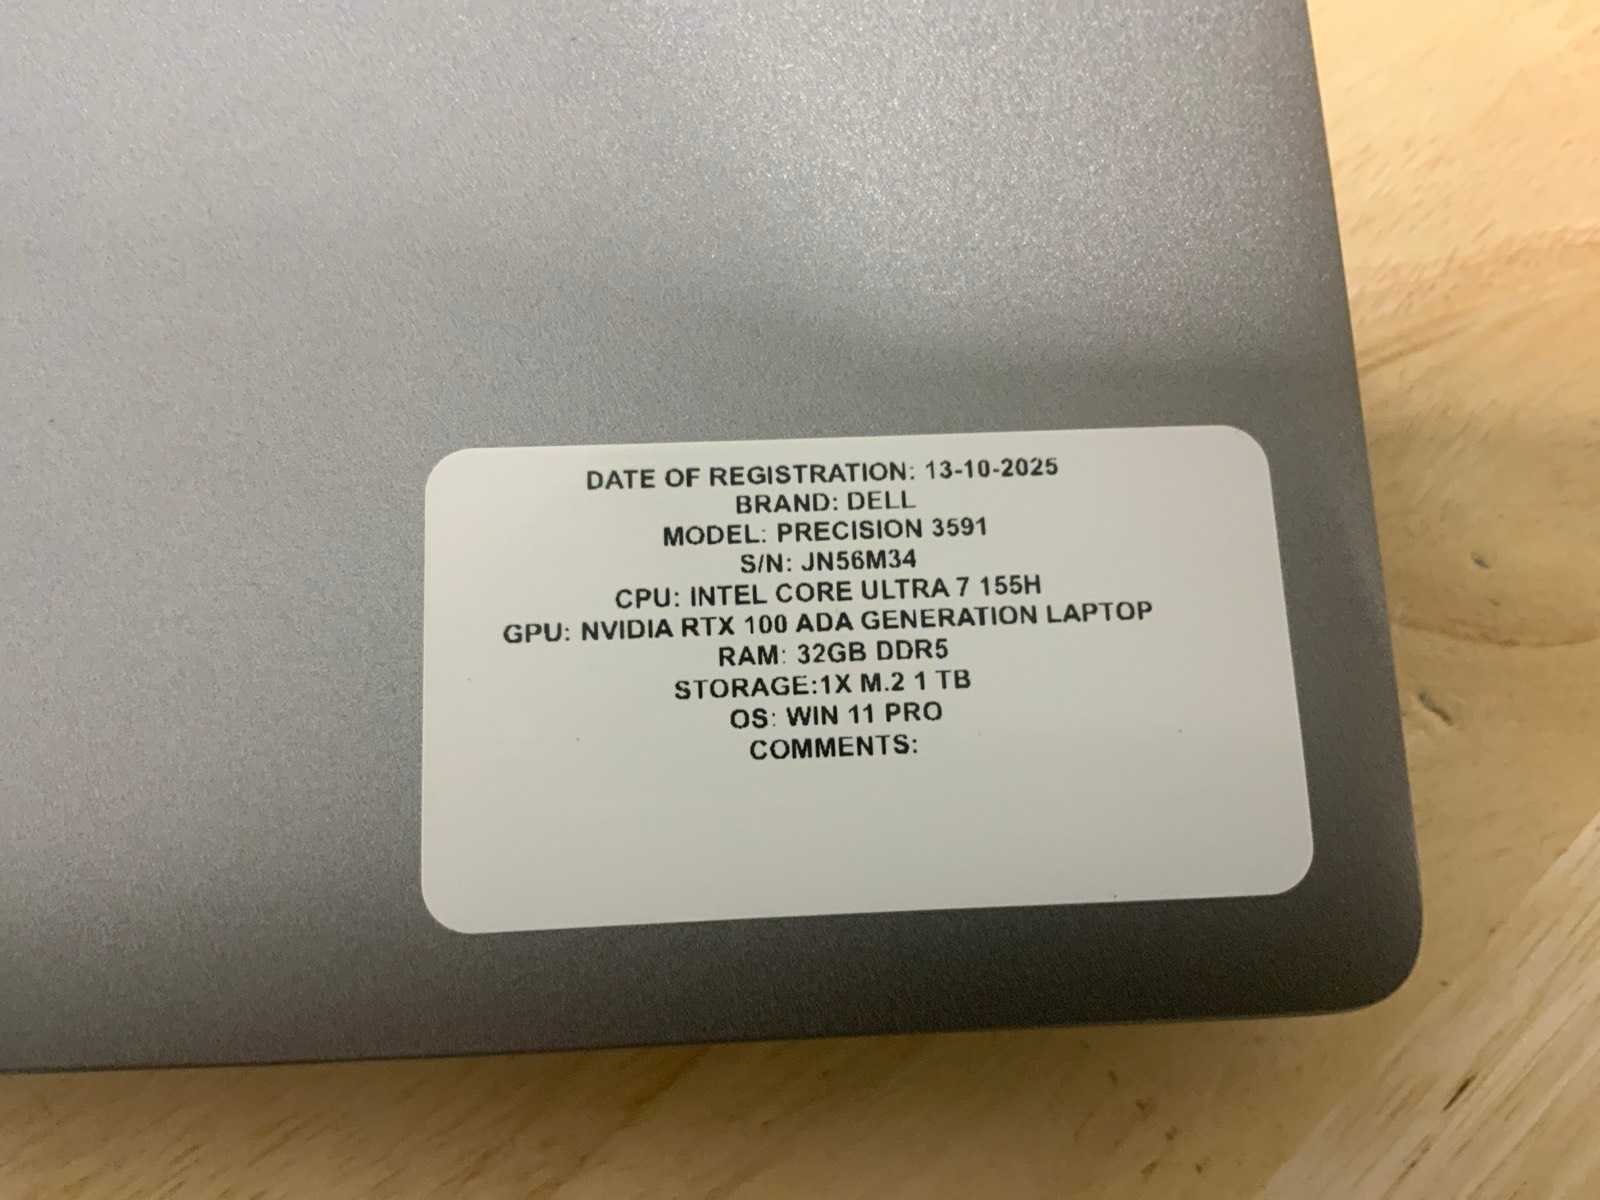 DATE OF REGISTRATION: 13-10-2025
BRAND: DELL
MODEL: PRECISION 3591
S/N: JN56M34
CPU: INTEL CORE ULTRA 7 155H
GPU: NVIDIA RTX 100 ADA GENERATION LAPTOP
RAM: 32GB DDR5
STORAGE:1X M.2 1 TB
OS: WIN 11 PRO
COMMENTS: